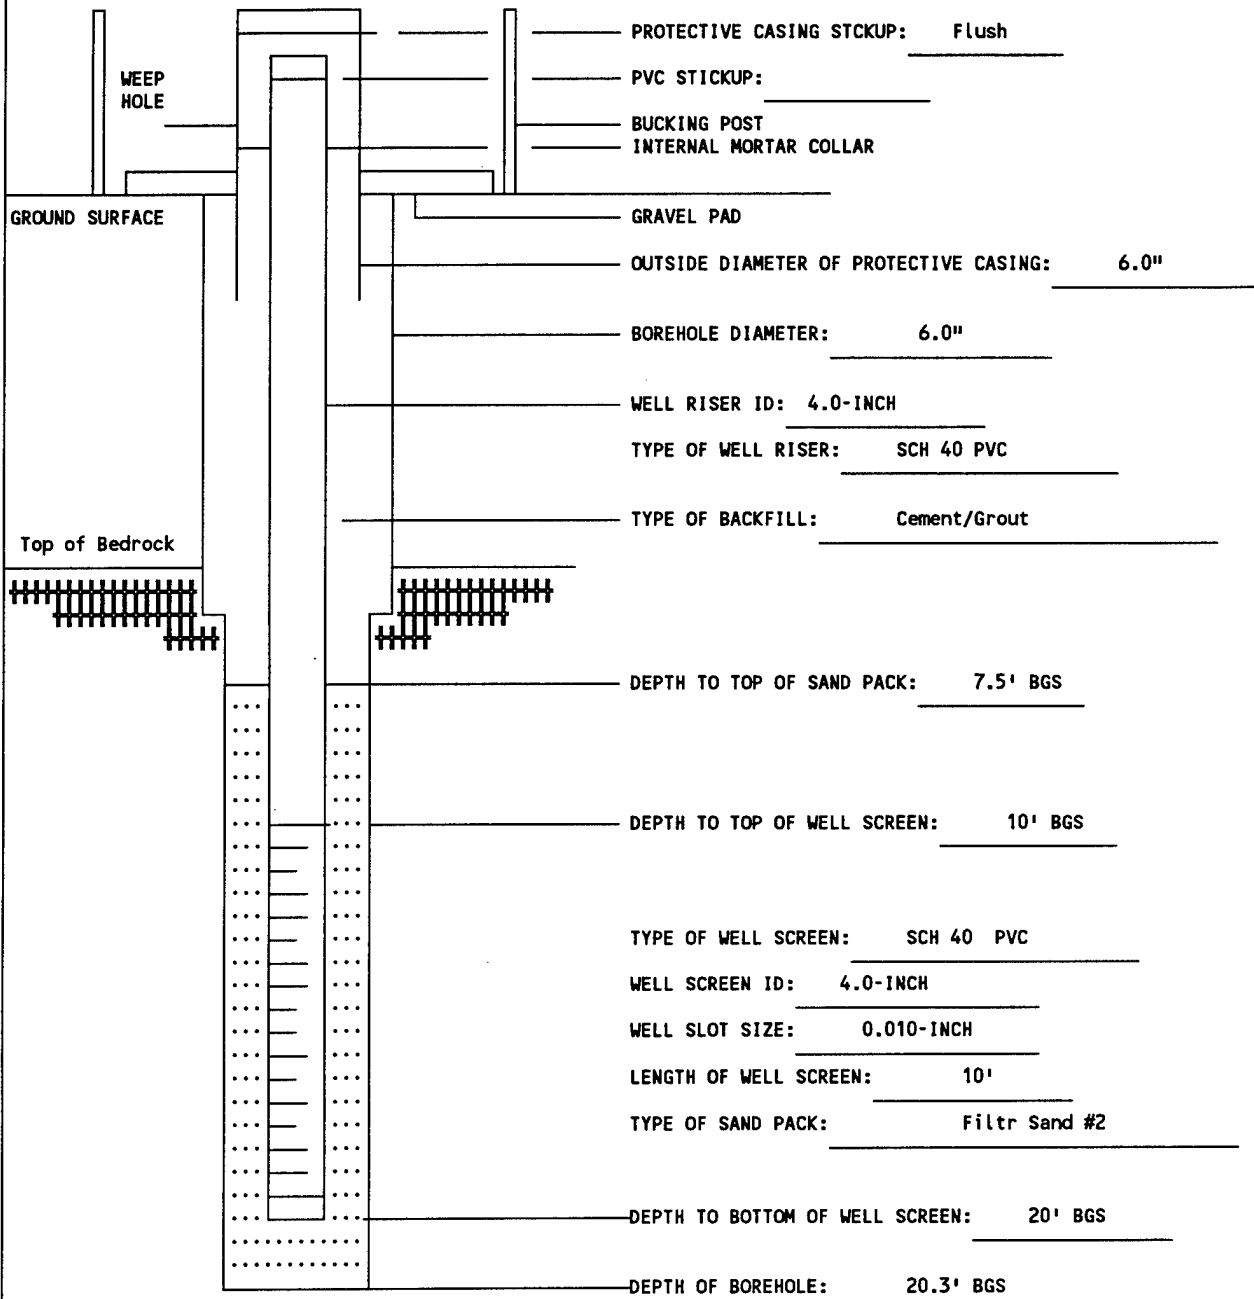 PROTECTIVE CASING STCKUP: Flush
WEEP
HOLE
PVC STICKUP:
BUCKING POST
INTERNAL MORTAR COLLAR
GROUND SURFACE
GRAVEL PAD
OUTSIDE DIAMETER OF PROTECTIVE CASING: 6.0"
BOREHOLE DIAMETER: 6.0"
WELL RISER ID: 4.0-INCH
TYPE OF WELL RISER: SCH 40 PVC
TYPE OF BACKFILL: Cement/Grout
Top of Bedrock
DEPTH TO TOP OF SAND PACK: 7.5' BGS
DEPTH TO TOP OF WELL SCREEN: 10' BGS
TYPE OF WELL SCREEN: SCH 40 PVC
WELL SCREEN ID: 4.0-INCH
WELL SLOT SIZE: 0.010-INCH
LENGTH OF WELL SCREEN: 10'
TYPE OF SAND PACK: Filtr Sand #2
DEPTH TO BOTTOM OF WELL SCREEN: 20' BGS
DEPTH OF BOREHOLE: 20.3' BGS